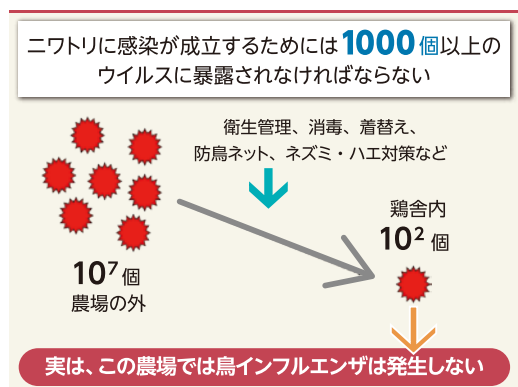 ニワトリに感染が成立するためには1000個以上の
ウイルスに暴露されなければならない
衛生管理、消毒、着替え、
防鳥ネット、ネズミ・ハエ対策など
鶏舎内
10² 個
10⁷ 個
農場の外
実は、この農場では鳥インフルエンザは発生しない